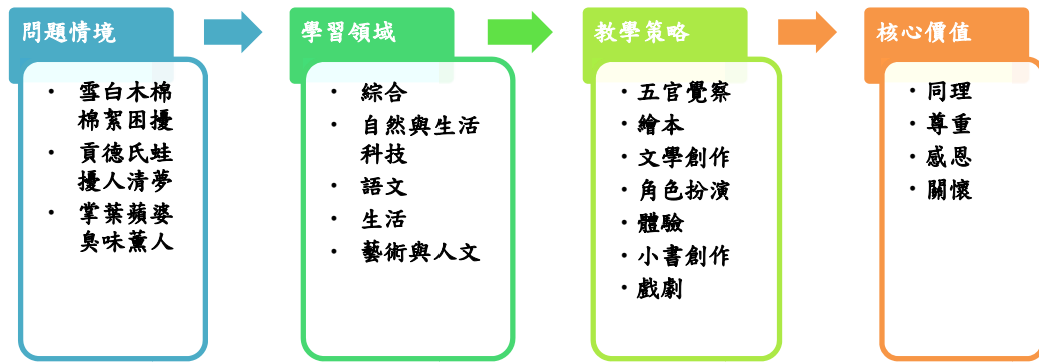 問題情境
‧ 雪白木棉
棉絮困擾
‧ 貢德氏蛙
擾人清夢
‧ 掌葉蘋婆
臭味薰人
學習領域
‧ 綜合
‧ 自然與生活
科技
‧ 語文
‧ 生活
‧ 藝術與人文
教學策略
‧五官覺察
‧繪本
‧文學創作
‧角色扮演
‧體驗
‧小書創作
‧戲劇
核心價值
‧同理
‧尊重
‧感恩
‧關懷